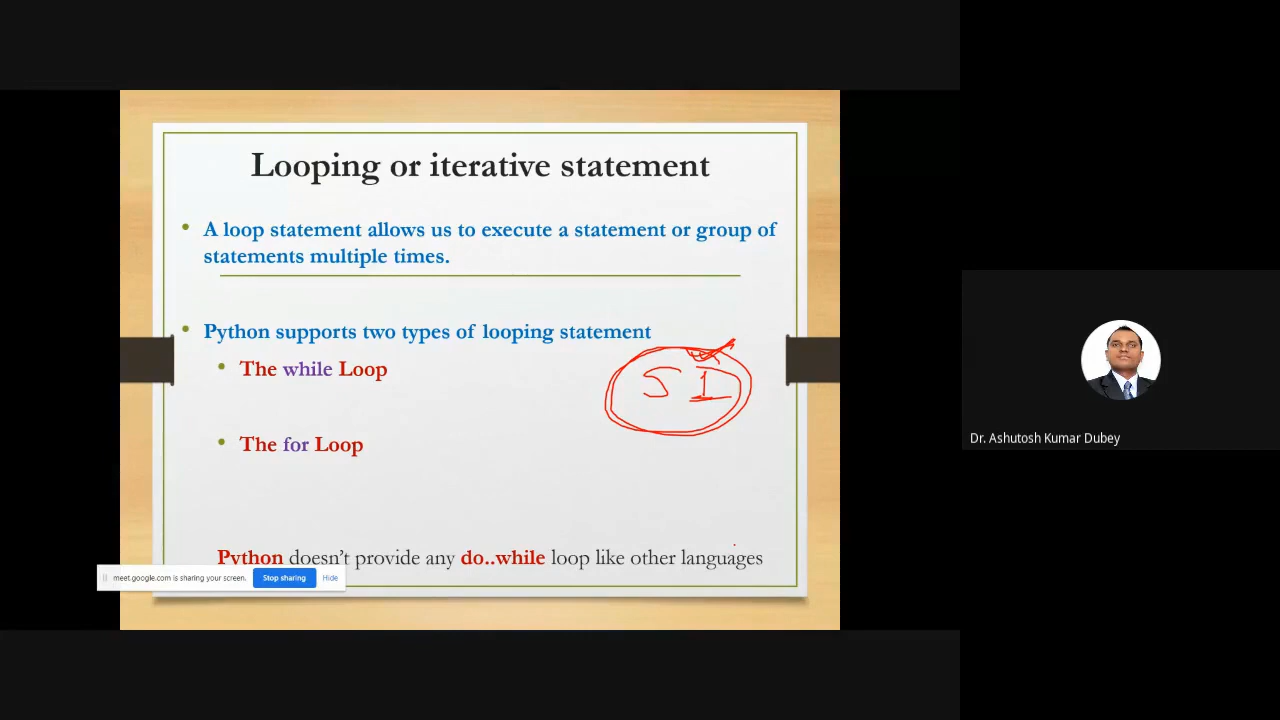 Looping or iterative statement
A loop statement allows us to execute a statement or group of
statements multiple times.
Python supports two types of looping statement
The while Loop
5 1
The for Loop
Python doesn't provide any do..while loop like other languages
meet.google.com is sharing your screen.
Stop sharing
Hide
Dr. Ashutosh Kumar Dubey